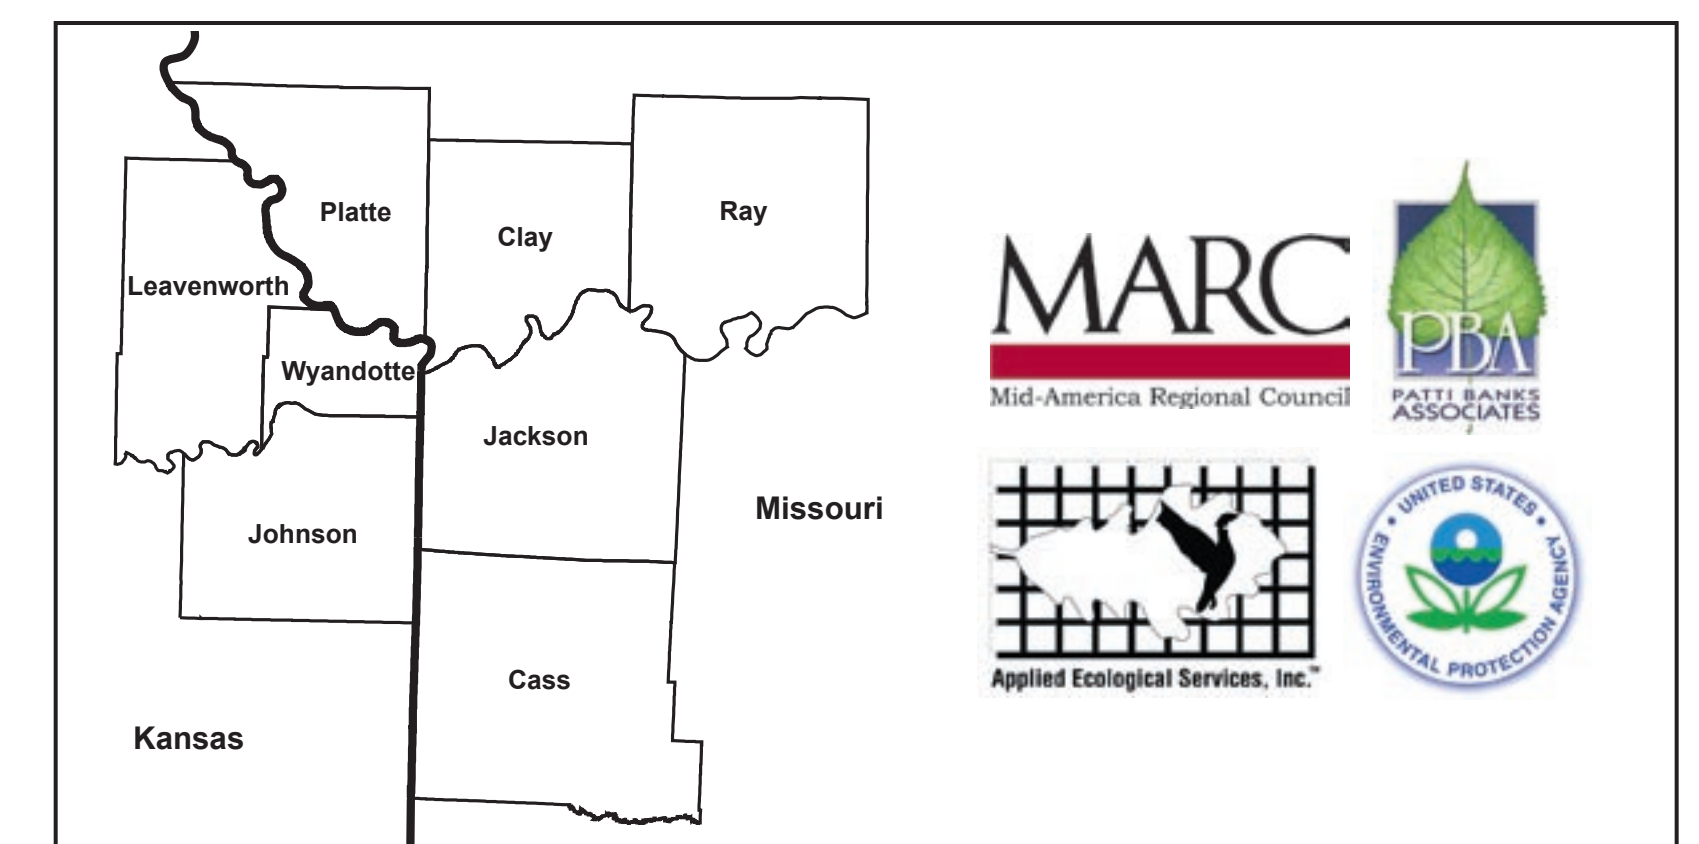 Platte
Clay
Ray
Leavenworth
Wyandotte
Jackson
Johnson
Missouri
Cass
Kansas
MARC
Mid-America Regional Council
PBA
PATTI BANKS
ASSOCIATES
Applied Ecological Services, Inc.™
UNITED STATES
ENVIRONMENTAL PROTECTION AGENCY